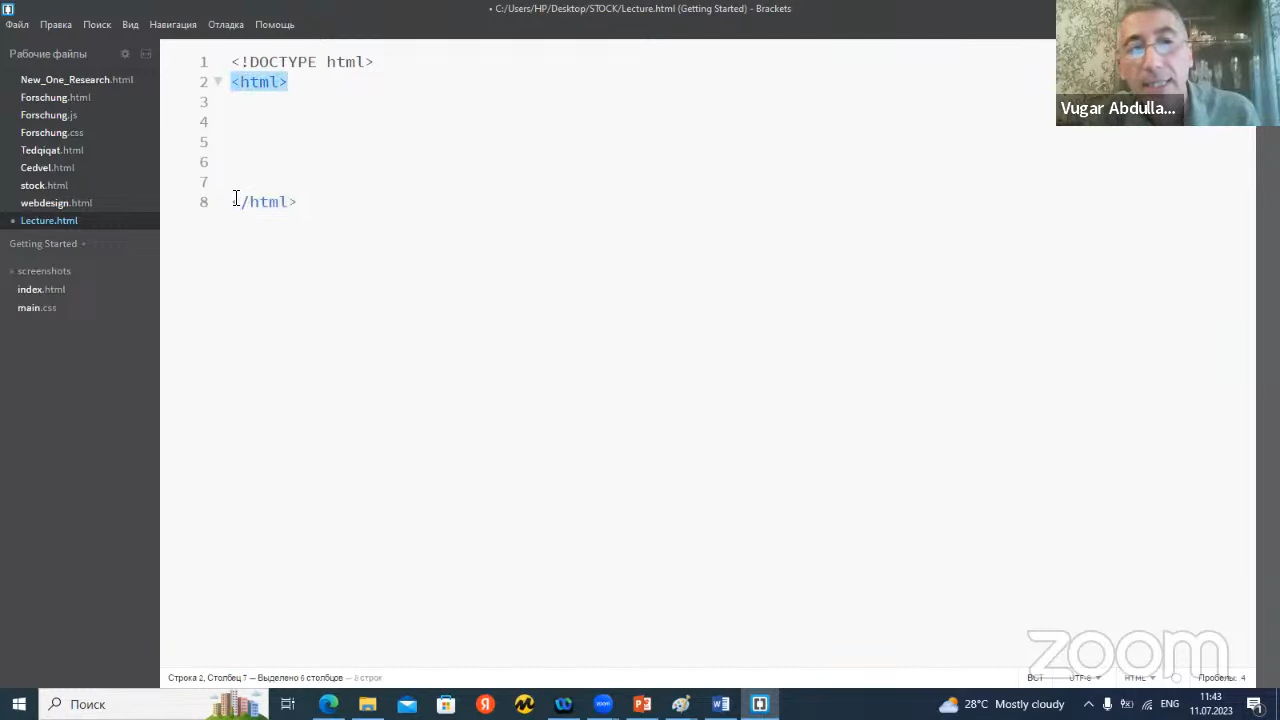 • C:/Users/HP/Desktop/STOCK/Lecture.html (Getting Started) - Brackets
Файл Правка Поиск Вид Навигация Отладка Помощь
Рабочие файлы
New_One_Research.html
Forschung.html
Forschung.js
Forschung.css
Tedqiqat.html
Cedvel.html
stock.html
webdesign.html
• Lecture.html
Getting Started
screenshots
index.html
main.css
1 <!DOCTYPE html>
2 <html>
3
4
5
6
7
8 </html>
Vugar Abdulla...
zoom
Строка 2, Столбец 7 — Выделено 6 столбцов — 8 строк
ВСТ UTF-8 HTML Пробелы: 4
Поиск
28°C Mostly cloudy ENG 11:43
11.07.2023